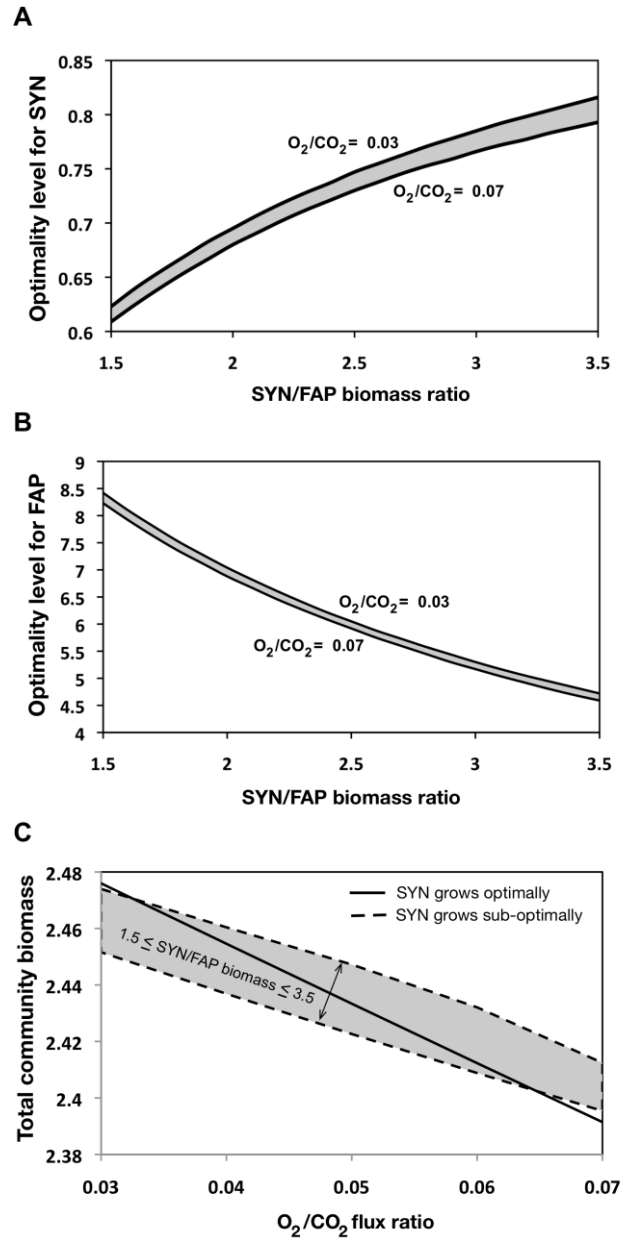 A
Optimality level for SYN
0.85
0.8
0.75
0.7
0.65
0.6
O2/CO2= 0.03
O2/CO2= 0.07
1.5 2 2.5 3 3.5
SYN/FAP biomass ratio
B
Optimality level for FAP
9
8.5
8
7.5
7
6.5
6
5.5
5
4.5
4
O2/CO2= 0.03
O2/CO2= 0.07
1.5 2 2.5 3 3.5
SYN/FAP biomass ratio
C
Total community biomass
2.48
2.46
2.44
2.42
2.4
2.38
SYN grows optimally
SYN grows sub-optimally
1.5 ≤ SYN/FAP biomass ≤ 3.5
0.03 0.04 0.05 0.06 0.07
O2/CO2 flux ratio